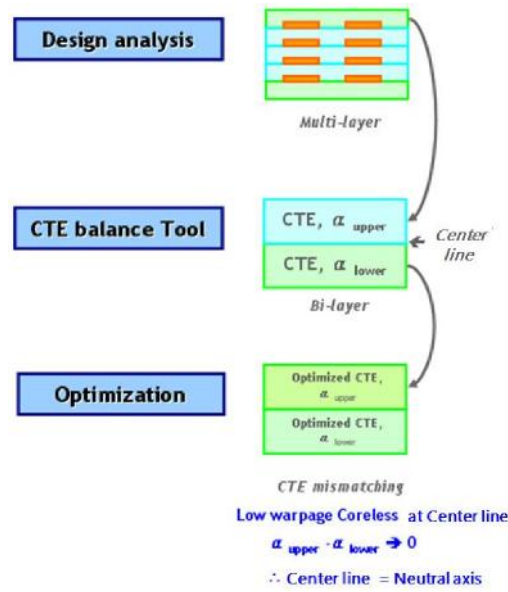 Design analysis
Multi-layer
CTE balance Tool
CTE, α upper
Center line
CTE, α lower
Bi-layer
Optimization
Optimized CTE,
α upper
Optimized CTE,
α lower
CTE mismatching
Low warpage Coreless at Center line
α upper - α lower → 0
∴ Center line = Neutral axis